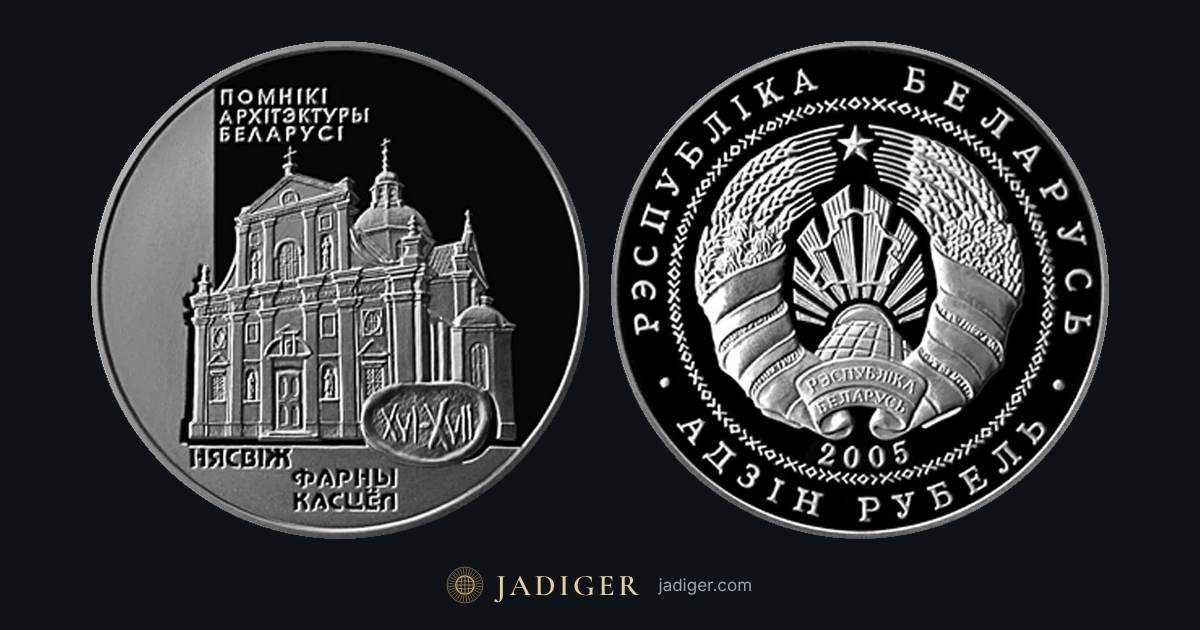 ПОМНІКІ
АРХІТЭКТУРЫ
БЕЛАРУСІ
XVI-XVII
НЯСВІЖ
ФАРНЫ
КАСЦЁЛ
РЭСПУБЛІКА БЕЛАРУСЬ
РЭСПУБЛІКА
БЕЛАРУСЬ
2005
• АДЗІН РУБЕЛЬ •
JADIGER jadiger.com